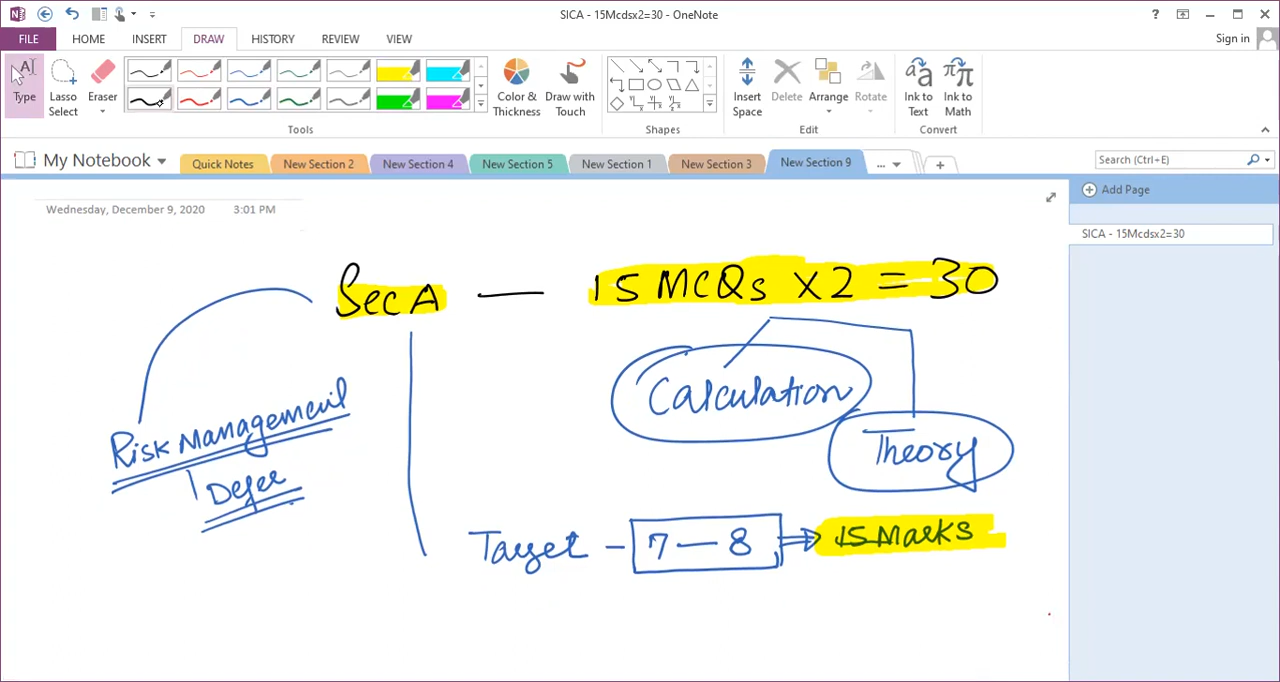 SICA - 15Mcdsx2=30 - OneNote
FILE HOME INSERT DRAW HISTORY REVIEW VIEW
Sign in
Type
Lasso Select
Eraser
Color & Thickness
Draw with Touch
Insert Space
Delete
Arrange
Rotate
Ink to Text
Ink to Math
Tools
Shapes
Edit
Convert
My Notebook
Quick Notes
New Section 2
New Section 4
New Section 5
New Section 1
New Section 3
New Section 9
...
Search (Ctrl+E)
Add Page
SICA - 15Mcdsx2=30
Wednesday, December 9, 2020 3:01 PM
Sec A — 15 MCQs x2 = 30
Calculation
Theory
Risk Management
Target - 7 — 8 ⇒ 15 Marks